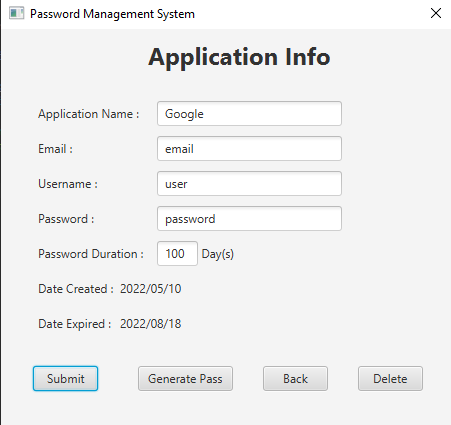 Password Management System
Application Info
Application Name : Google
Email : email
Username : user
Password : password
Password Duration : 100 Day(s)
Date Created : 2022/05/10
Date Expired : 2022/08/18
Submit Generate Pass Back Delete